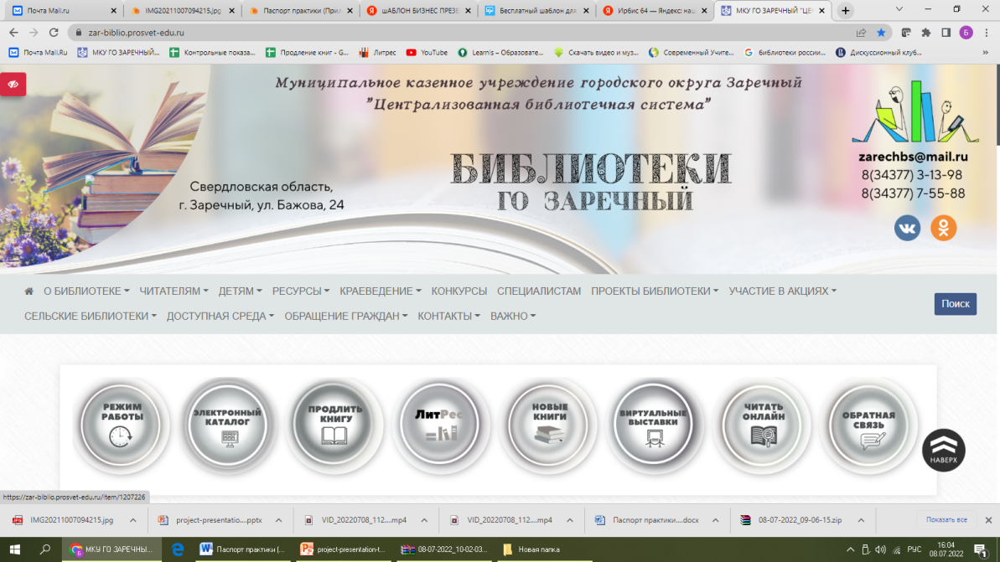 Почта Mail.ru
IMG20211007094215.jpg
Паспорт практики (Прил
шАБЛОН БИЗНЕС ПРЕЗЕ
Бесплатный шаблон для
Ирбис 64 — Яндекс: наш
МКУ ГО ЗАРЕЧНЫЙ "ЦЕН
zar-biblio.prosvet-edu.ru
Б
Почта Mail.Ru
МКУ ГО ЗАРЕЧНЫЙ...
Контрольные показа...
Продление книг - G...
Литрес
YouTube
Learnis – Образовате...
Скачать видео и муз...
Современный Учите...
библиотеки россии...
Дискуссионный клуб...
Муниципальное казенное учреждение городского округа Заречный
"Централизованная библиотечная система"
Свердловская область,
г. Заречный, ул. Бажова, 24
БИБЛИОТЕКИ
ГО ЗАРЕЧНЫЙ
zarechbs@mail.ru
8(34377) 3-13-98
8(34377) 7-55-88
О БИБЛИОТЕКЕ
ЧИТАТЕЛЯМ
ДЕТЯМ
РЕСУРСЫ
КРАЕВЕДЕНИЕ
КОНКУРСЫ
СПЕЦИАЛИСТАМ
ПРОЕКТЫ БИБЛИОТЕКИ
УЧАСТИЕ В АКЦИЯХ
СЕЛЬСКИЕ БИБЛИОТЕКИ
ДОСТУПНАЯ СРЕДА
ОБРАЩЕНИЕ ГРАЖДАН
КОНТАКТЫ
ВАЖНО
Поиск
РЕЖИМ
РАБОТЫ
ЭЛЕКТРОННЫЙ
КАТАЛОГ
ПРОДЛИТЬ
КНИГУ
ЛитРес
НОВЫЕ
КНИГИ
ВИРТУАЛЬНЫЕ
ВЫСТАВКИ
ЧИТАТЬ
ОНЛАЙН
ОБРАТНАЯ
СВЯЗЬ
НАВЕРХ
https://zar-biblio.prosvet-edu.ru/item/1207226
IMG20211007094215.jpg
project-presentatio....pptx
VID_20220708_112....mp4
VID_20220708_112....mp4
Паспорт практики....docx
08-07-2022_09-06-15.zip
Показать все
МКУ ГО ЗАРЕЧНЫ...
Паспорт практики (...
project-presentation-t...
08-07-2022_10-02-03...
Новая папка
РУС
16:04
08.07.2022
1